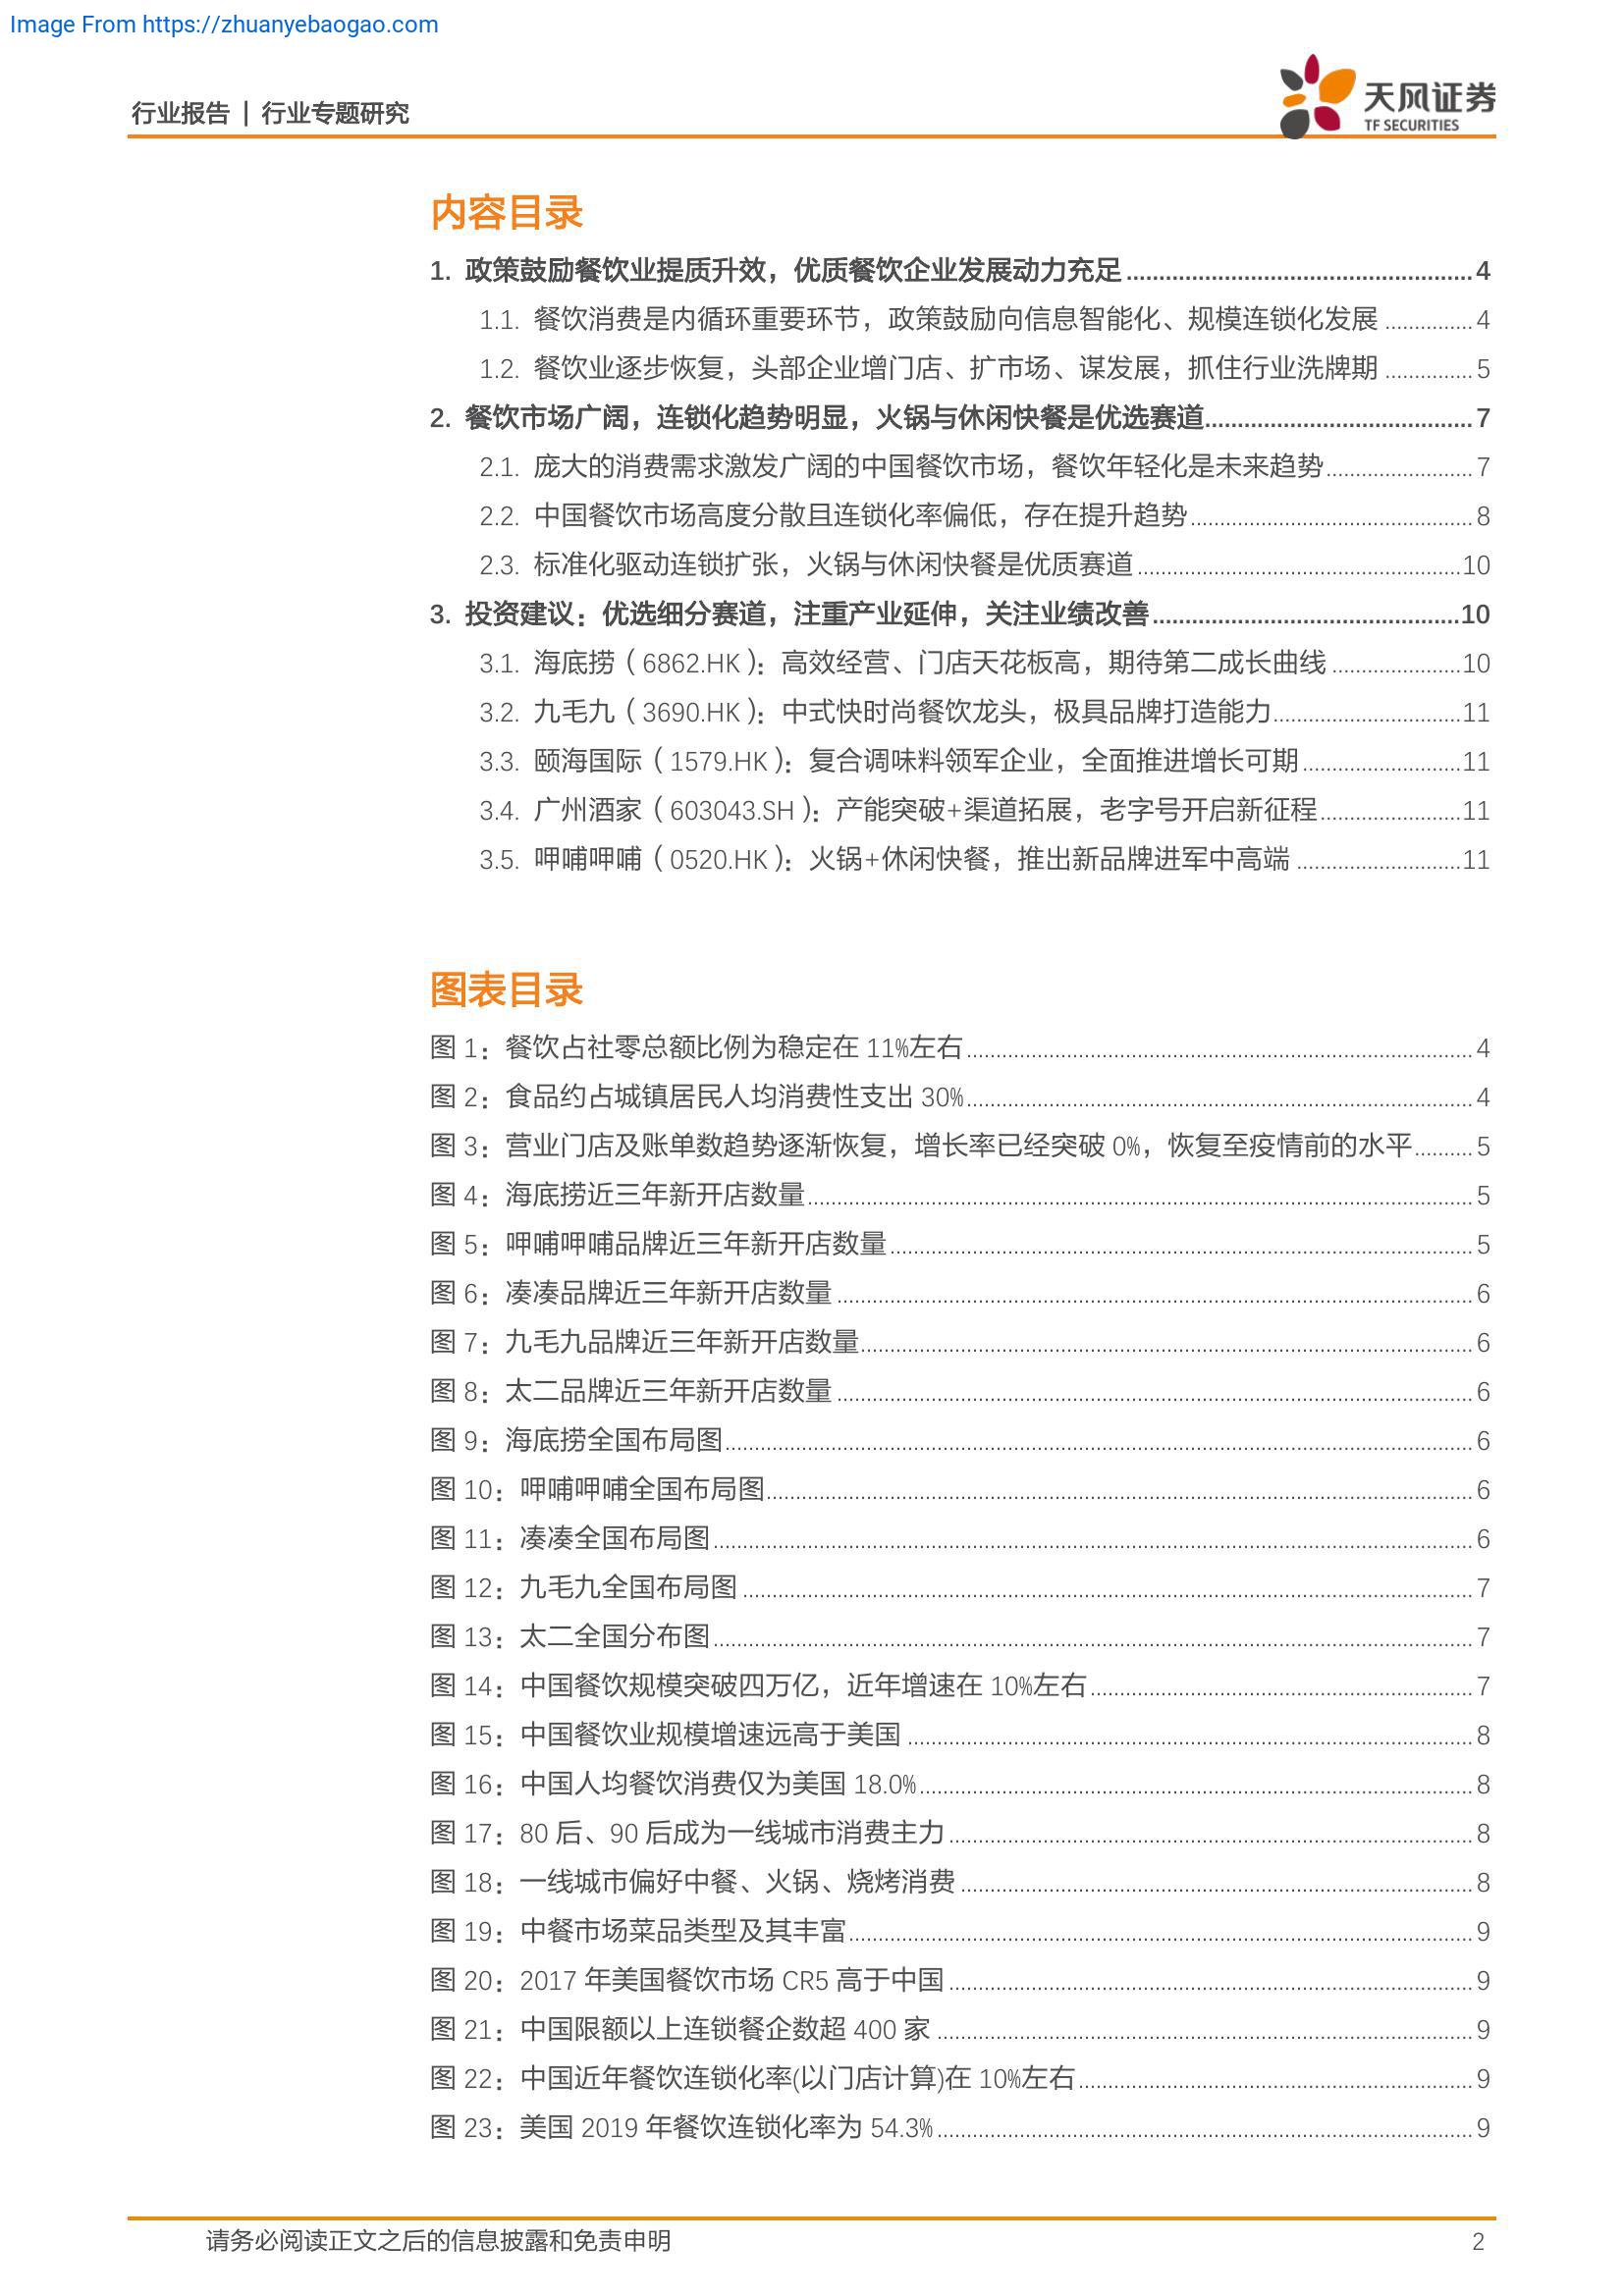 Image From https://zhuanyebaogao.com
行业报告 | 行业专题研究
天风证券
TF SECURITIES
内容目录
1. 政策鼓励餐饮业提质升效，优质餐饮企业发展动力充足 4
1.1. 餐饮消费是内循环重要环节，政策鼓励向信息智能化、规模连锁化发展 4
1.2. 餐饮业逐步恢复，头部企业增门店、扩市场、谋发展，抓住行业洗牌期 5
2. 餐饮市场广阔，连锁化趋势明显，火锅与休闲快餐是优选赛道 7
2.1. 庞大的消费需求激发广阔的中国餐饮市场，餐饮年轻化是未来趋势 7
2.2. 中国餐饮市场高度分散且连锁化率偏低，存在提升趋势 8
2.3. 标准化驱动连锁扩张，火锅与休闲快餐是优质赛道 10
3. 投资建议：优选细分赛道，注重产业延伸，关注业绩改善 10
3.1. 海底捞（6862.HK）：高效经营、门店天花板高，期待第二成长曲线 10
3.2. 九毛九（3690.HK）：中式快时尚餐饮龙头，极具品牌打造能力 11
3.3. 颐海国际（1579.HK）：复合调味料领军企业，全面推进增长可期 11
3.4. 广州酒家（603043.SH）：产能突破+渠道拓展，老字号开启新征程 11
3.5. 呷哺呷哺（0520.HK）：火锅+休闲快餐，推出新品牌进军中高端 11
图表目录
图 1：餐饮占社零总额比例为稳定在 11%左右 4
图 2：食品约占城镇居民人均消费性支出 30% 4
图 3：营业门店及账单数趋势逐渐恢复，增长率已经突破 0%，恢复至疫情前的水平 5
图 4：海底捞近三年新开店数量 5
图 5：呷哺呷哺品牌近三年新开店数量 5
图 6：凑凑品牌近三年新开店数量 6
图 7：九毛九品牌近三年新开店数量 6
图 8：太二品牌近三年新开店数量 6
图 9：海底捞全国布局图 6
图 10：呷哺呷哺全国布局图 6
图 11：凑凑全国布局图 6
图 12：九毛九全国布局图 7
图 13：太二全国分布图 7
图 14：中国餐饮规模突破四万亿，近年增速在 10%左右 7
图 15：中国餐饮业规模增速远高于美国 8
图 16：中国人均餐饮消费仅为美国 18.0% 8
图 17：80 后、90 后成为一线城市消费主力 8
图 18：一线城市偏好中餐、火锅、烧烤消费 8
图 19：中餐市场菜品类型及其丰富 9
图 20：2017 年美国餐饮市场 CR5 高于中国 9
图 21：中国限额以上连锁餐企数超 400 家 9
图 22：中国近年餐饮连锁化率(以门店计算)在 10%左右 9
图 23：美国 2019 年餐饮连锁化率为 54.3% 9
请务必阅读正文之后的信息披露和免责申明 2